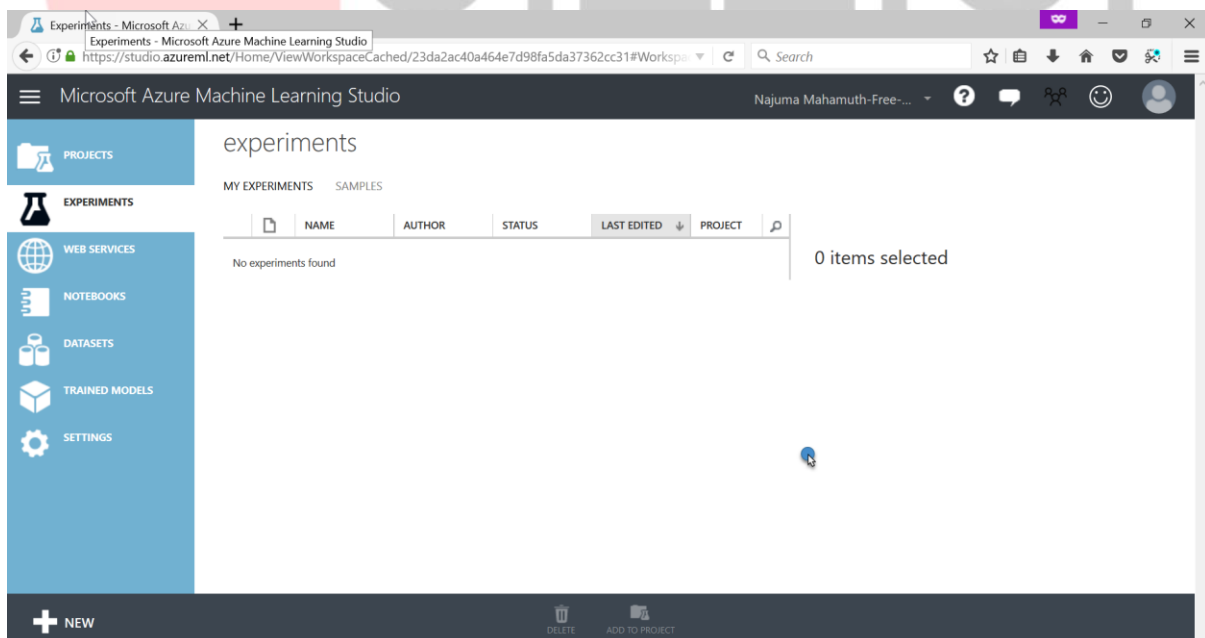 Experiments - Microsoft Azu
Experiments - Microsoft Azure Machine Learning Studio
https://studio.azureml.net/Home/ViewWorkspaceCached/23da2ac40a464e7d98fa5da37362cc31#Workspa
Search
Microsoft Azure Machine Learning Studio
Najuma Mahamuth-Free-...
PROJECTS
EXPERIMENTS
WEB SERVICES
NOTEBOOKS
DATASETS
TRAINED MODELS
SETTINGS
experiments
MY EXPERIMENTS SAMPLES
NAME AUTHOR STATUS LAST EDITED PROJECT
No experiments found
0 items selected
NEW
DELETE
ADD TO PROJECT